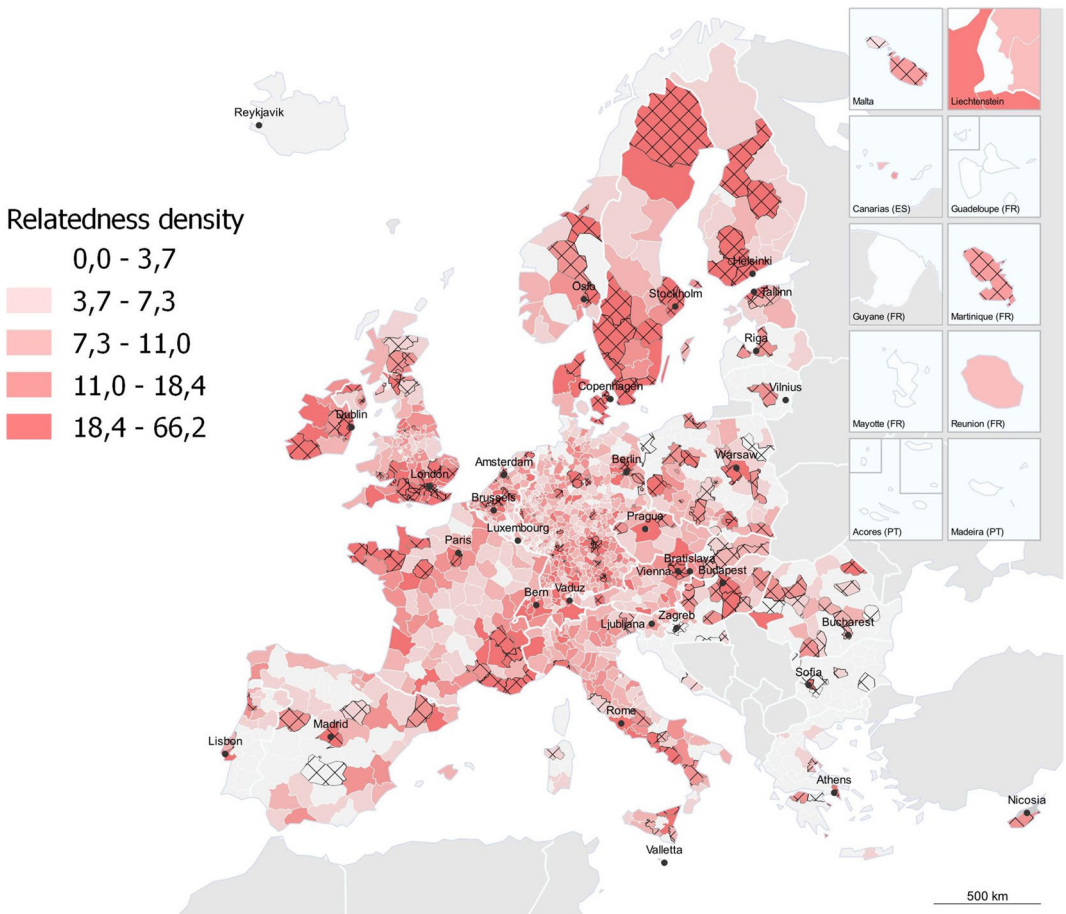 Reykjavik
Relatedness density
0,0 - 3,7
3,7 - 7,3
7,3 - 11,0
11,0 - 18,4
18,4 - 66,2
Malta
Liechtenstein
Canarias (ES)
Guadeloupe (FR)
Guyane (FR)
Martinique (FR)
Mayotte (FR)
Reunion (FR)
Acores (PT)
Madeira (PT)
Helsinki
Oslo
Stockholm
Tallinn
Riga
Copenhagen
Vilnius
Dublin
Amsterdam
Berlin
Warsaw
London
Brussels
Prague
Luxembourg
Paris
Bratislava
Vienna
Budapest
Bern
Vaduz
Ljubljana
Zagreb
Bucharest
Sofia
Rome
Madrid
Lisbon
Athens
Nicosia
Valletta
500 km